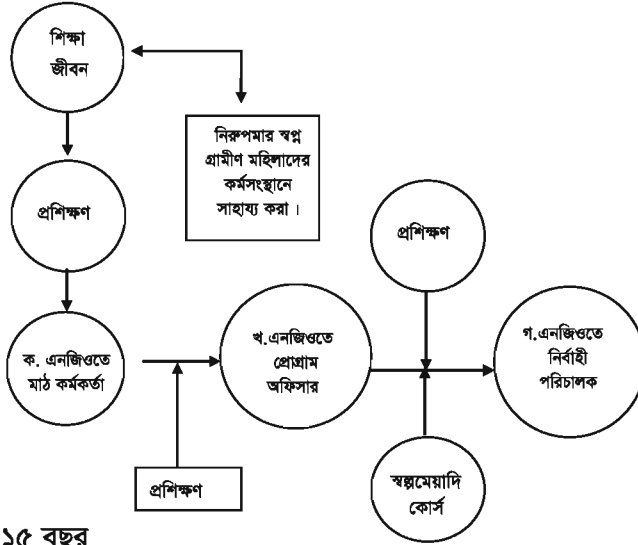 শিক্ষা
জীবন
নিরুপমার স্বপ্ন
গ্রামীণ মহিলাদের
কর্মসংস্থানে
সাহায্য করা ।
প্রশিক্ষণ
প্রশিক্ষণ
ক. এনজিওতে
মাঠ কর্মকর্তা
খ.এনজিওতে
প্রোগ্রাম
অফিসার
গ.এনজিওতে
নির্বাহী
পরিচালক
প্রশিক্ষণ
স্বল্পমেয়াদি
কোর্স
১৫ বছর